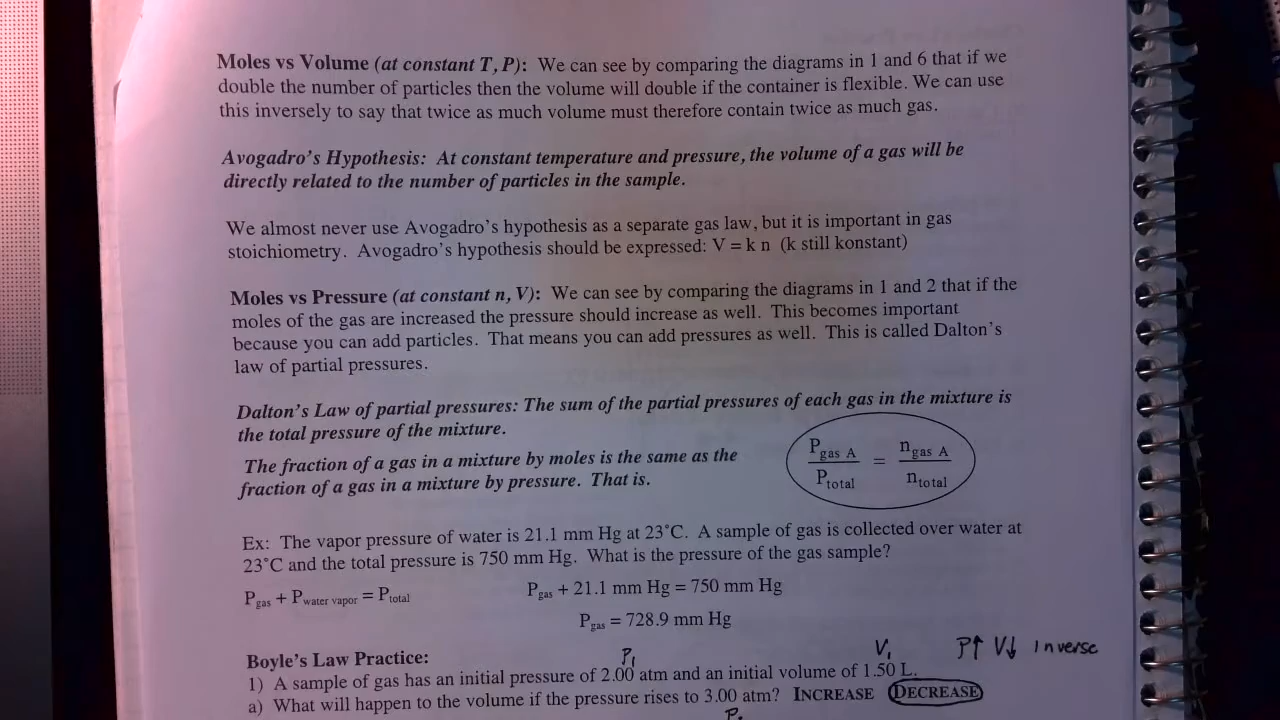 Moles vs Volume (at constant T, P): We can see by comparing the diagrams in 1 and 6 that if we
double the number of particles then the volume will double if the container is flexible. We can use
this inversely to say that twice as much volume must therefore contain twice as much gas.
Avogadro's Hypothesis: At constant temperature and pressure, the volume of a gas will be
directly related to the number of particles in the sample.
We almost never use Avogadro's hypothesis as a separate gas law, but it is important in gas
stoichiometry. Avogadro's hypothesis should be expressed: V = k n (k still konstant)
Moles vs Pressure (at constant n, V): We can see by comparing the diagrams in 1 and 2 that if the
moles of the gas are increased the pressure should increase as well. This becomes important
because you can add particles. That means you can add pressures as well. This is called Dalton's
law of partial pressures.
Dalton's Law of partial pressures: The sum of the partial pressures of each gas in the mixture is
the total pressure of the mixture.
The fraction of a gas in a mixture by moles is the same as the
fraction of a gas in a mixture by pressure. That is.
P gas A / P total = n gas A / n total
Ex: The vapor pressure of water is 21.1 mm Hg at 23°C. A sample of gas is collected over water at
23°C and the total pressure is 750 mm Hg. What is the pressure of the gas sample?
P gas + P water vapor = P total P gas + 21.1 mm Hg = 750 mm Hg
P gas = 728.9 mm Hg
Boyle's Law Practice: P₁ V₁ P↑ V↓ Inverse
1) A sample of gas has an initial pressure of 2.00 atm and an initial volume of 1.50 L.
a) What will happen to the volume if the pressure rises to 3.00 atm? INCREASE DECREASE